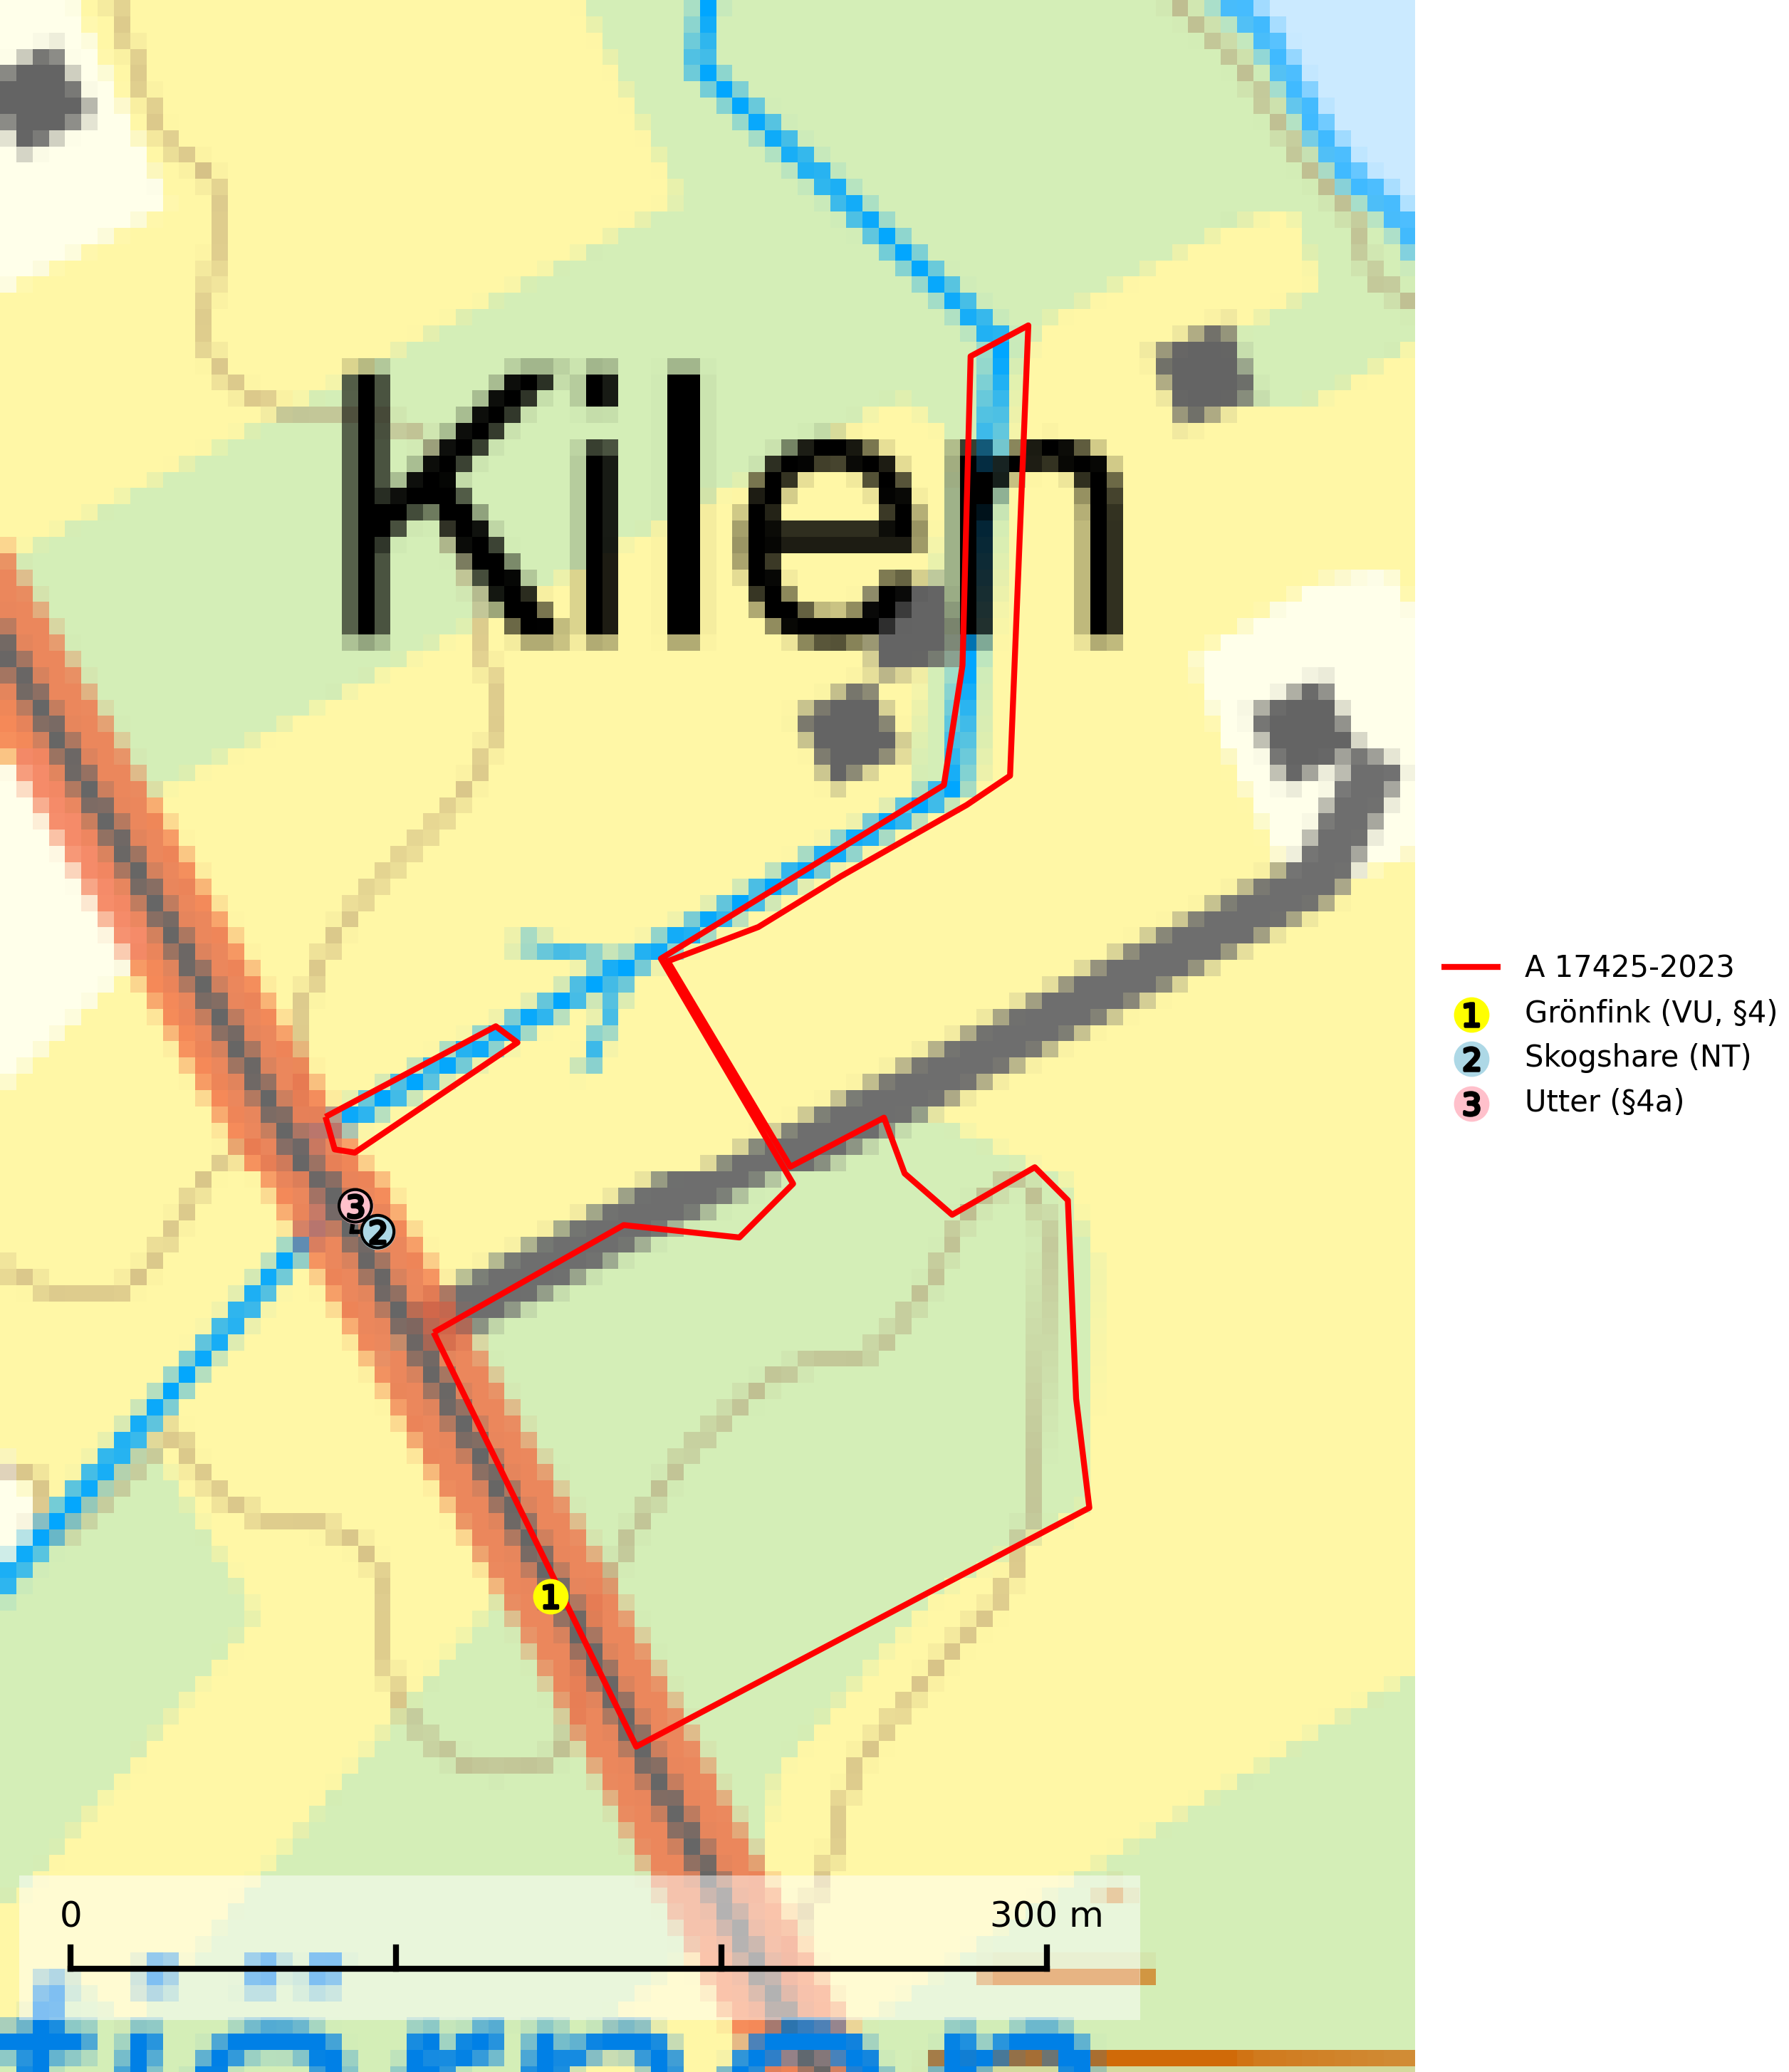 Kilen
A 17425-2023
1 Grönfink (VU, §4)
2 Skogshare (NT)
3 Utter (§4a)
3
2
1
0 300 m